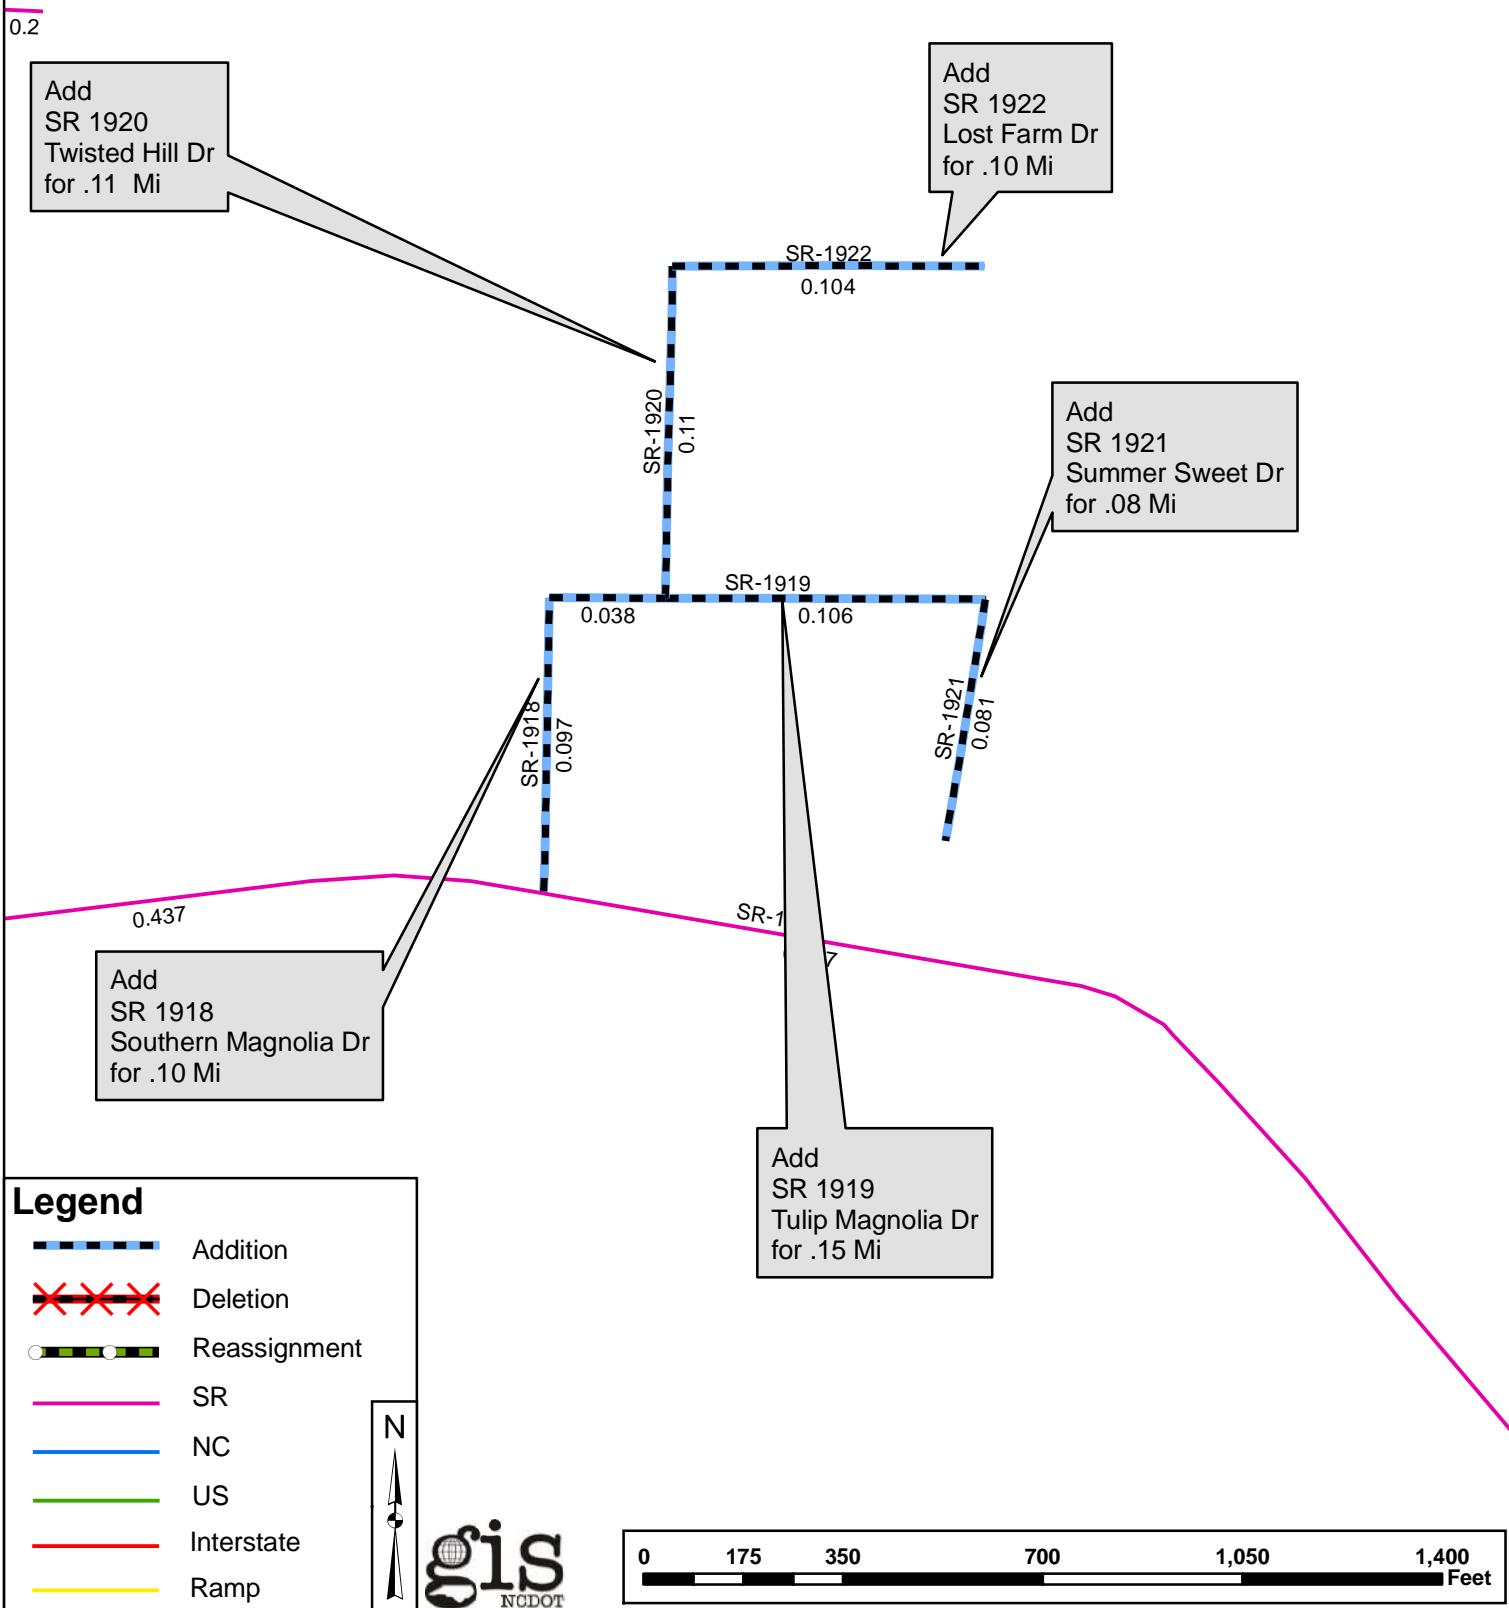 0.2
Add
SR 1920
Twisted Hill Dr
for .11 Mi
Add
SR 1922
Lost Farm Dr
for .10 Mi
SR-1922
0.104
SR-1920
0.11
Add
SR 1921
Summer Sweet Dr
for .08 Mi
SR-1919
0.038
0.106
SR-1918
0.097
SR-1921
0.081
0.437
SR-1
7
Add
SR 1918
Southern Magnolia Dr
for .10 Mi
Add
SR 1919
Tulip Magnolia Dr
for .15 Mi
Legend
Addition
Deletion
Reassignment
SR
NC
US
Interstate
Ramp
N
gis
NCDOT
0 175 350 700 1,050 1,400
Feet